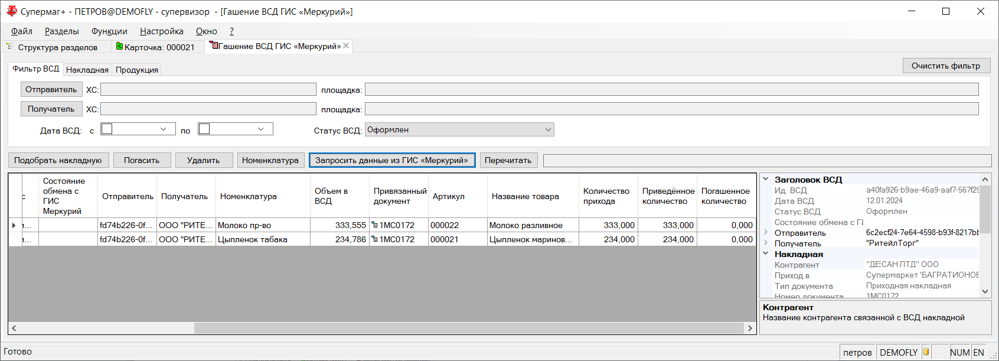 Супермаг+ - ПЕТРОВ@DEMOFLY - супервизор - [Гашение ВСД ГИС «Меркурий»]
Файл Разделы Функции Настройка Окно ?
Структура разделов Карточка: 000021 Гашение ВСД ГИС «Меркурий»
Фильтр ВСД Накладная Продукция Очистить фильтр
Отправитель ХС: площадка:
Получатель ХС: площадка:
Дата ВСД: с по Статус ВСД: Оформлен
Подобрать накладную Погасить Удалить Номенклатура Запросить данные из ГИС «Меркурий» Перечитать
с Состояние обмена с ГИС Меркурий Отправитель Получатель Номенклатура Объем в ВСД Привязанный документ Артикул Название товара Количество прихода Приведённое количество Погашенное количество
и... fd74b226-0f... ООО "РИТЕ... Молоко пр-во 333,555 1МС0172 000022 Молоко разливное 333,000 333,000 0,000
и... fd74b226-0f... ООО "РИТЕ... Цыпленок табака 234,786 1МС0172 000021 Цыпленок маринов... 234,000 234,000 0,000
Заголовок ВСД
Ид. ВСД a40fa926-b9ae-46a9-aaf7-567f29
Дата ВСД 12.01.2024
Статус ВСД Оформлен
Состояние обмена с ГИ
Отправитель 6c2ecf24-7e64-4598-b93f-8217bb
Получатель "РитейлТорг"
Накладная
Контрагент "ДЕСАН ЛТД" ООО
Приход в Супермаркет 'БАГРАТИОНОВ
Тип документа Приходная накладная
Номер документа 1МС0172
Контрагент
Название контрагента связанной с ВСД накладной
Готово петров DEMOFLY NUM EN